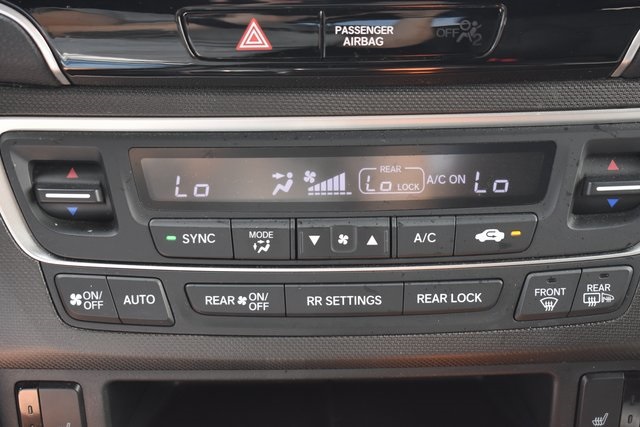 PASSENGER
AIRBAG
OFF
Lo
REAR
Lo LOCK
A/C ON
Lo
SYNC
MODE
A/C
ON/
OFF
AUTO
REAR ON/
OFF
RR SETTINGS
REAR LOCK
FRONT
REAR